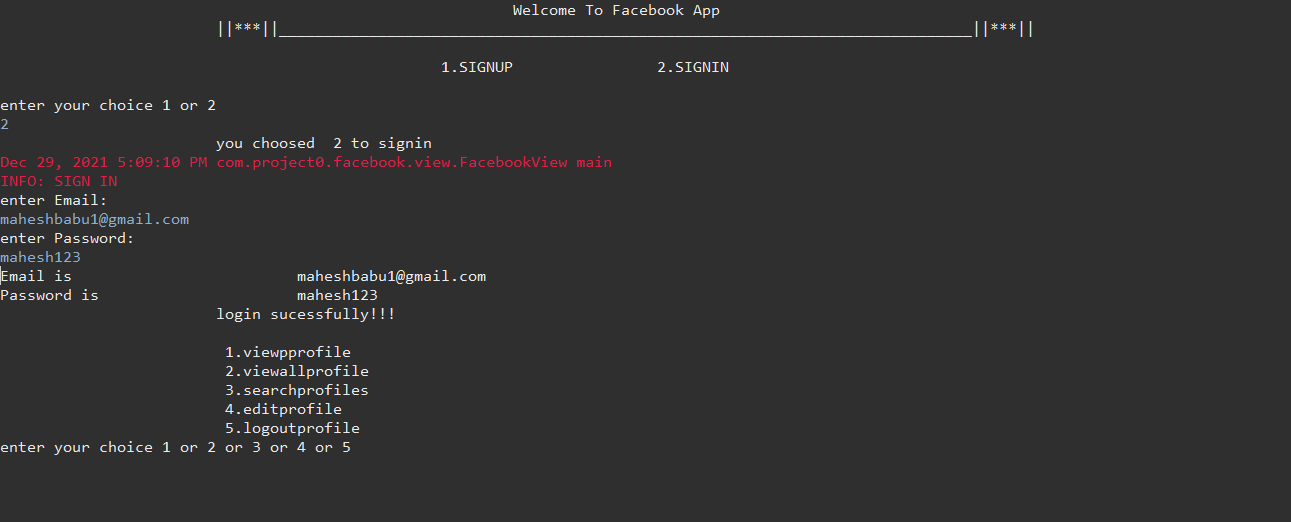 Welcome To Facebook App
||***||_____________________________________________________________________________||***||
1.SIGNUP                2.SIGNIN
enter your choice 1 or 2
2
you choosed  2 to signin
Dec 29, 2021 5:09:10 PM com.project0.facebook.view.FacebookView main
INFO: SIGN IN
enter Email:
maheshbabu1@gmail.com
enter Password:
mahesh123
Email is                         maheshbabu1@gmail.com
Password is                      mahesh123
login sucessfully!!!
1.viewpprofile
2.viewallprofile
3.searchprofiles
4.editprofile
5.logoutprofile
enter your choice 1 or 2 or 3 or 4 or 5